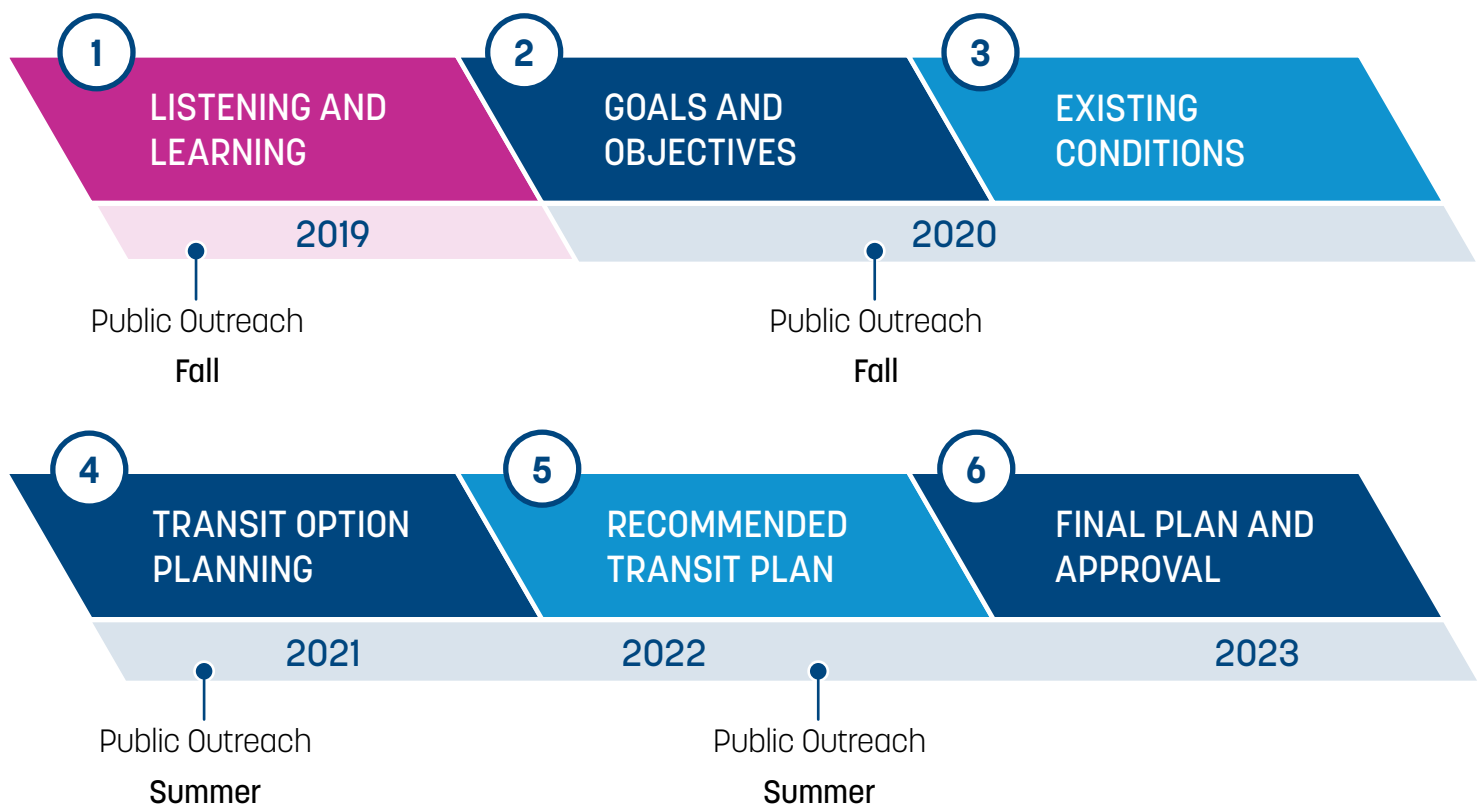 1
LISTENING AND
LEARNING
2
GOALS AND
OBJECTIVES
3
EXISTING
CONDITIONS
2019
2020
Public Outreach
Fall
Public Outreach
Fall
4
TRANSIT OPTION
PLANNING
5
RECOMMENDED
TRANSIT PLAN
6
FINAL PLAN AND
APPROVAL
2021
2022
2023
Public Outreach
Summer
Public Outreach
Summer